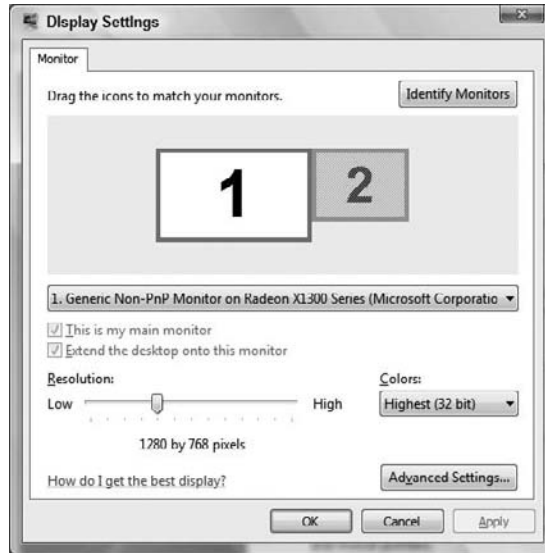 Display Settings
Monitor
Drag the icons to match your monitors.
Identify Monitors
1
2
1. Generic Non-PnP Monitor on Radeon X1300 Series (Microsoft Corporatio
This is my main monitor
Extend the desktop onto this monitor
Resolution:
Colors:
Low
High
Highest (32 bit)
1280 by 768 pixels
How do I get the best display?
Advanced Settings...
OK
Cancel
Apply